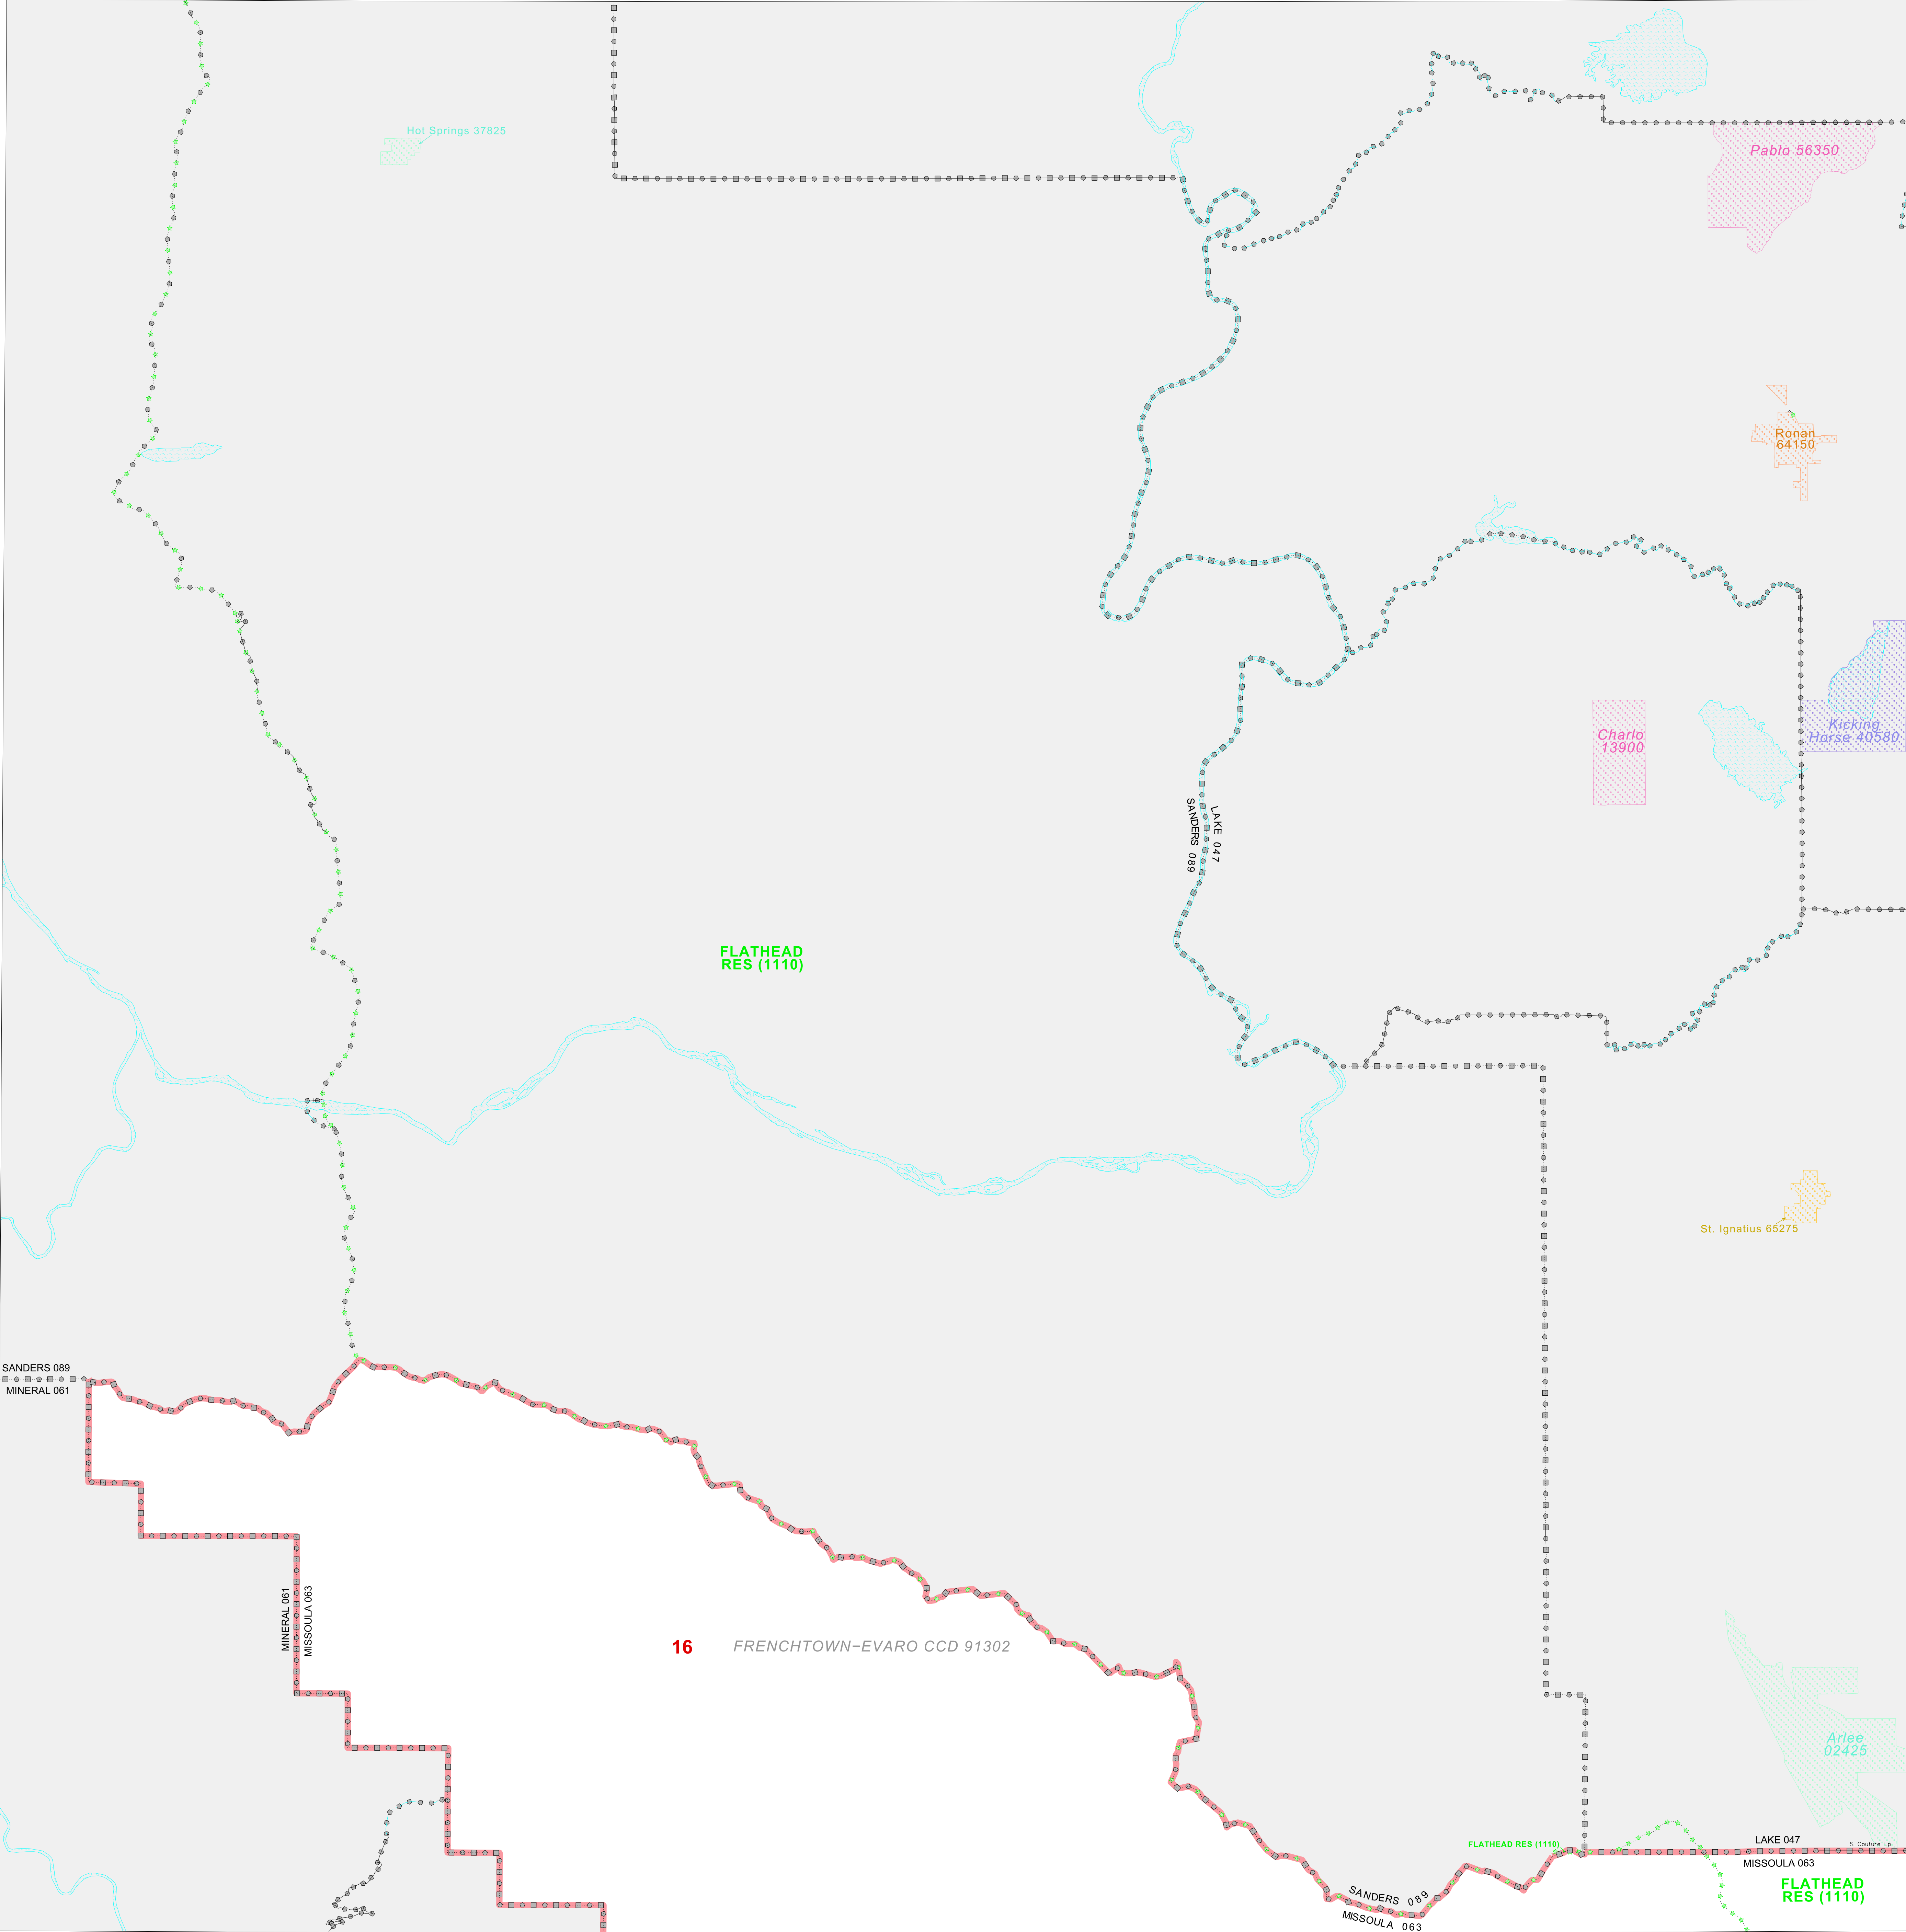 Hot Springs 37825
Pablo 56350
Ronan
64150
Kicking
Horse 40580
Charlo
13900
LAKE 047
SANDERS 089
FLATHEAD
RES (1110)
St. Ignatius 65275
SANDERS 089
MINERAL 061
MINERAL 061
MISSOULA 063
16
FRENCHTOWN−EVARO CCD 91302
Arlee
02425
FLATHEAD RES (1110)
LAKE 047
S Couture Lp
MISSOULA 063
FLATHEAD
RES (1110)
SANDERS 089
MISSOULA 063